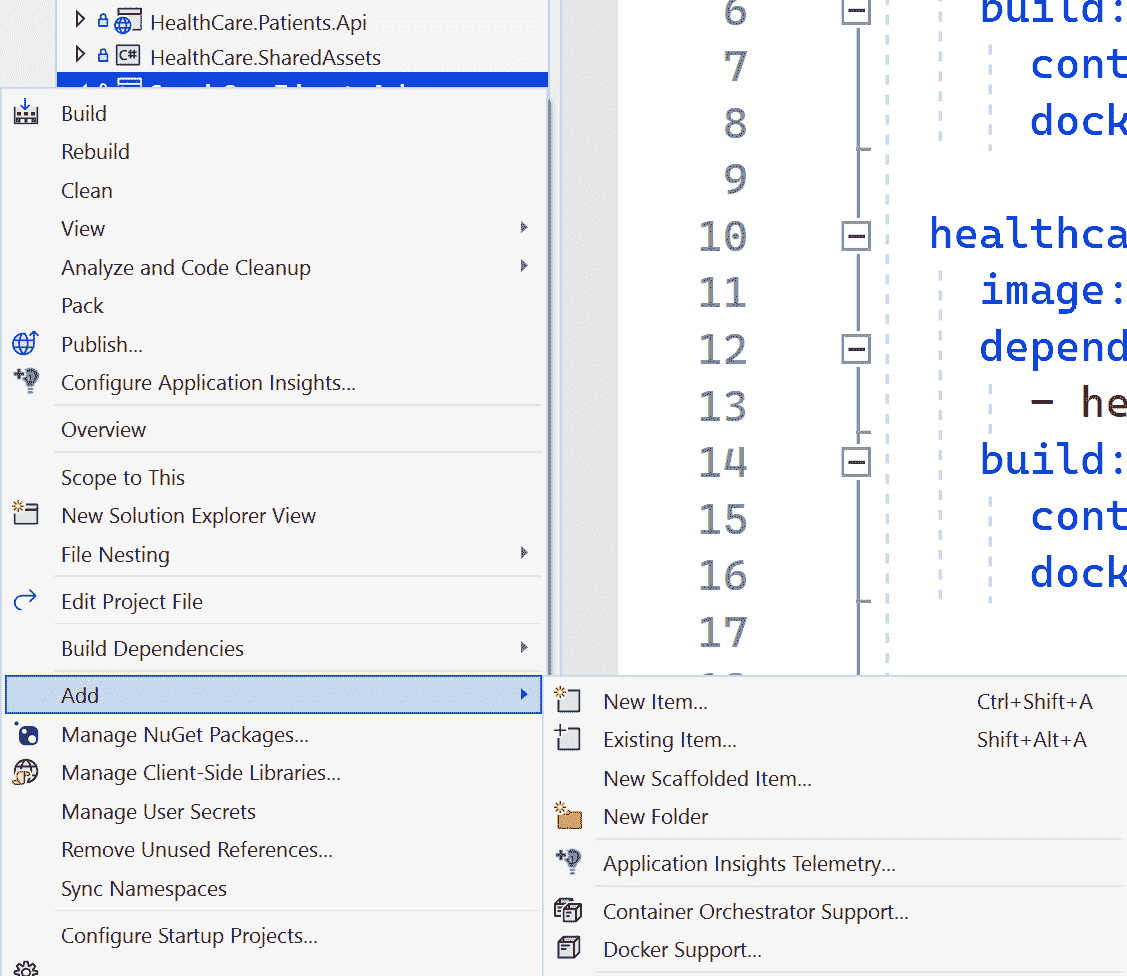 HealthCare.Patients.Api
C# HealthCare.SharedAssets
Build
Rebuild
Clean
View
Analyze and Code Cleanup
Pack
Publish...
Configure Application Insights...
Overview
Scope to This
New Solution Explorer View
File Nesting
Edit Project File
Build Dependencies
Add
Manage NuGet Packages...
Manage Client-Side Libraries...
Manage User Secrets
Remove Unused References...
Sync Namespaces
Configure Startup Projects...
New Item... Ctrl+Shift+A
Existing Item... Shift+Alt+A
New Scaffolded Item...
New Folder
Application Insights Telemetry...
Container Orchestrator Support...
Docker Support...
6 build:
7 cont
8 dock
9
10 healthca
11 image:
12 depend
13 - he
14 build:
15 cont
16 dock
17